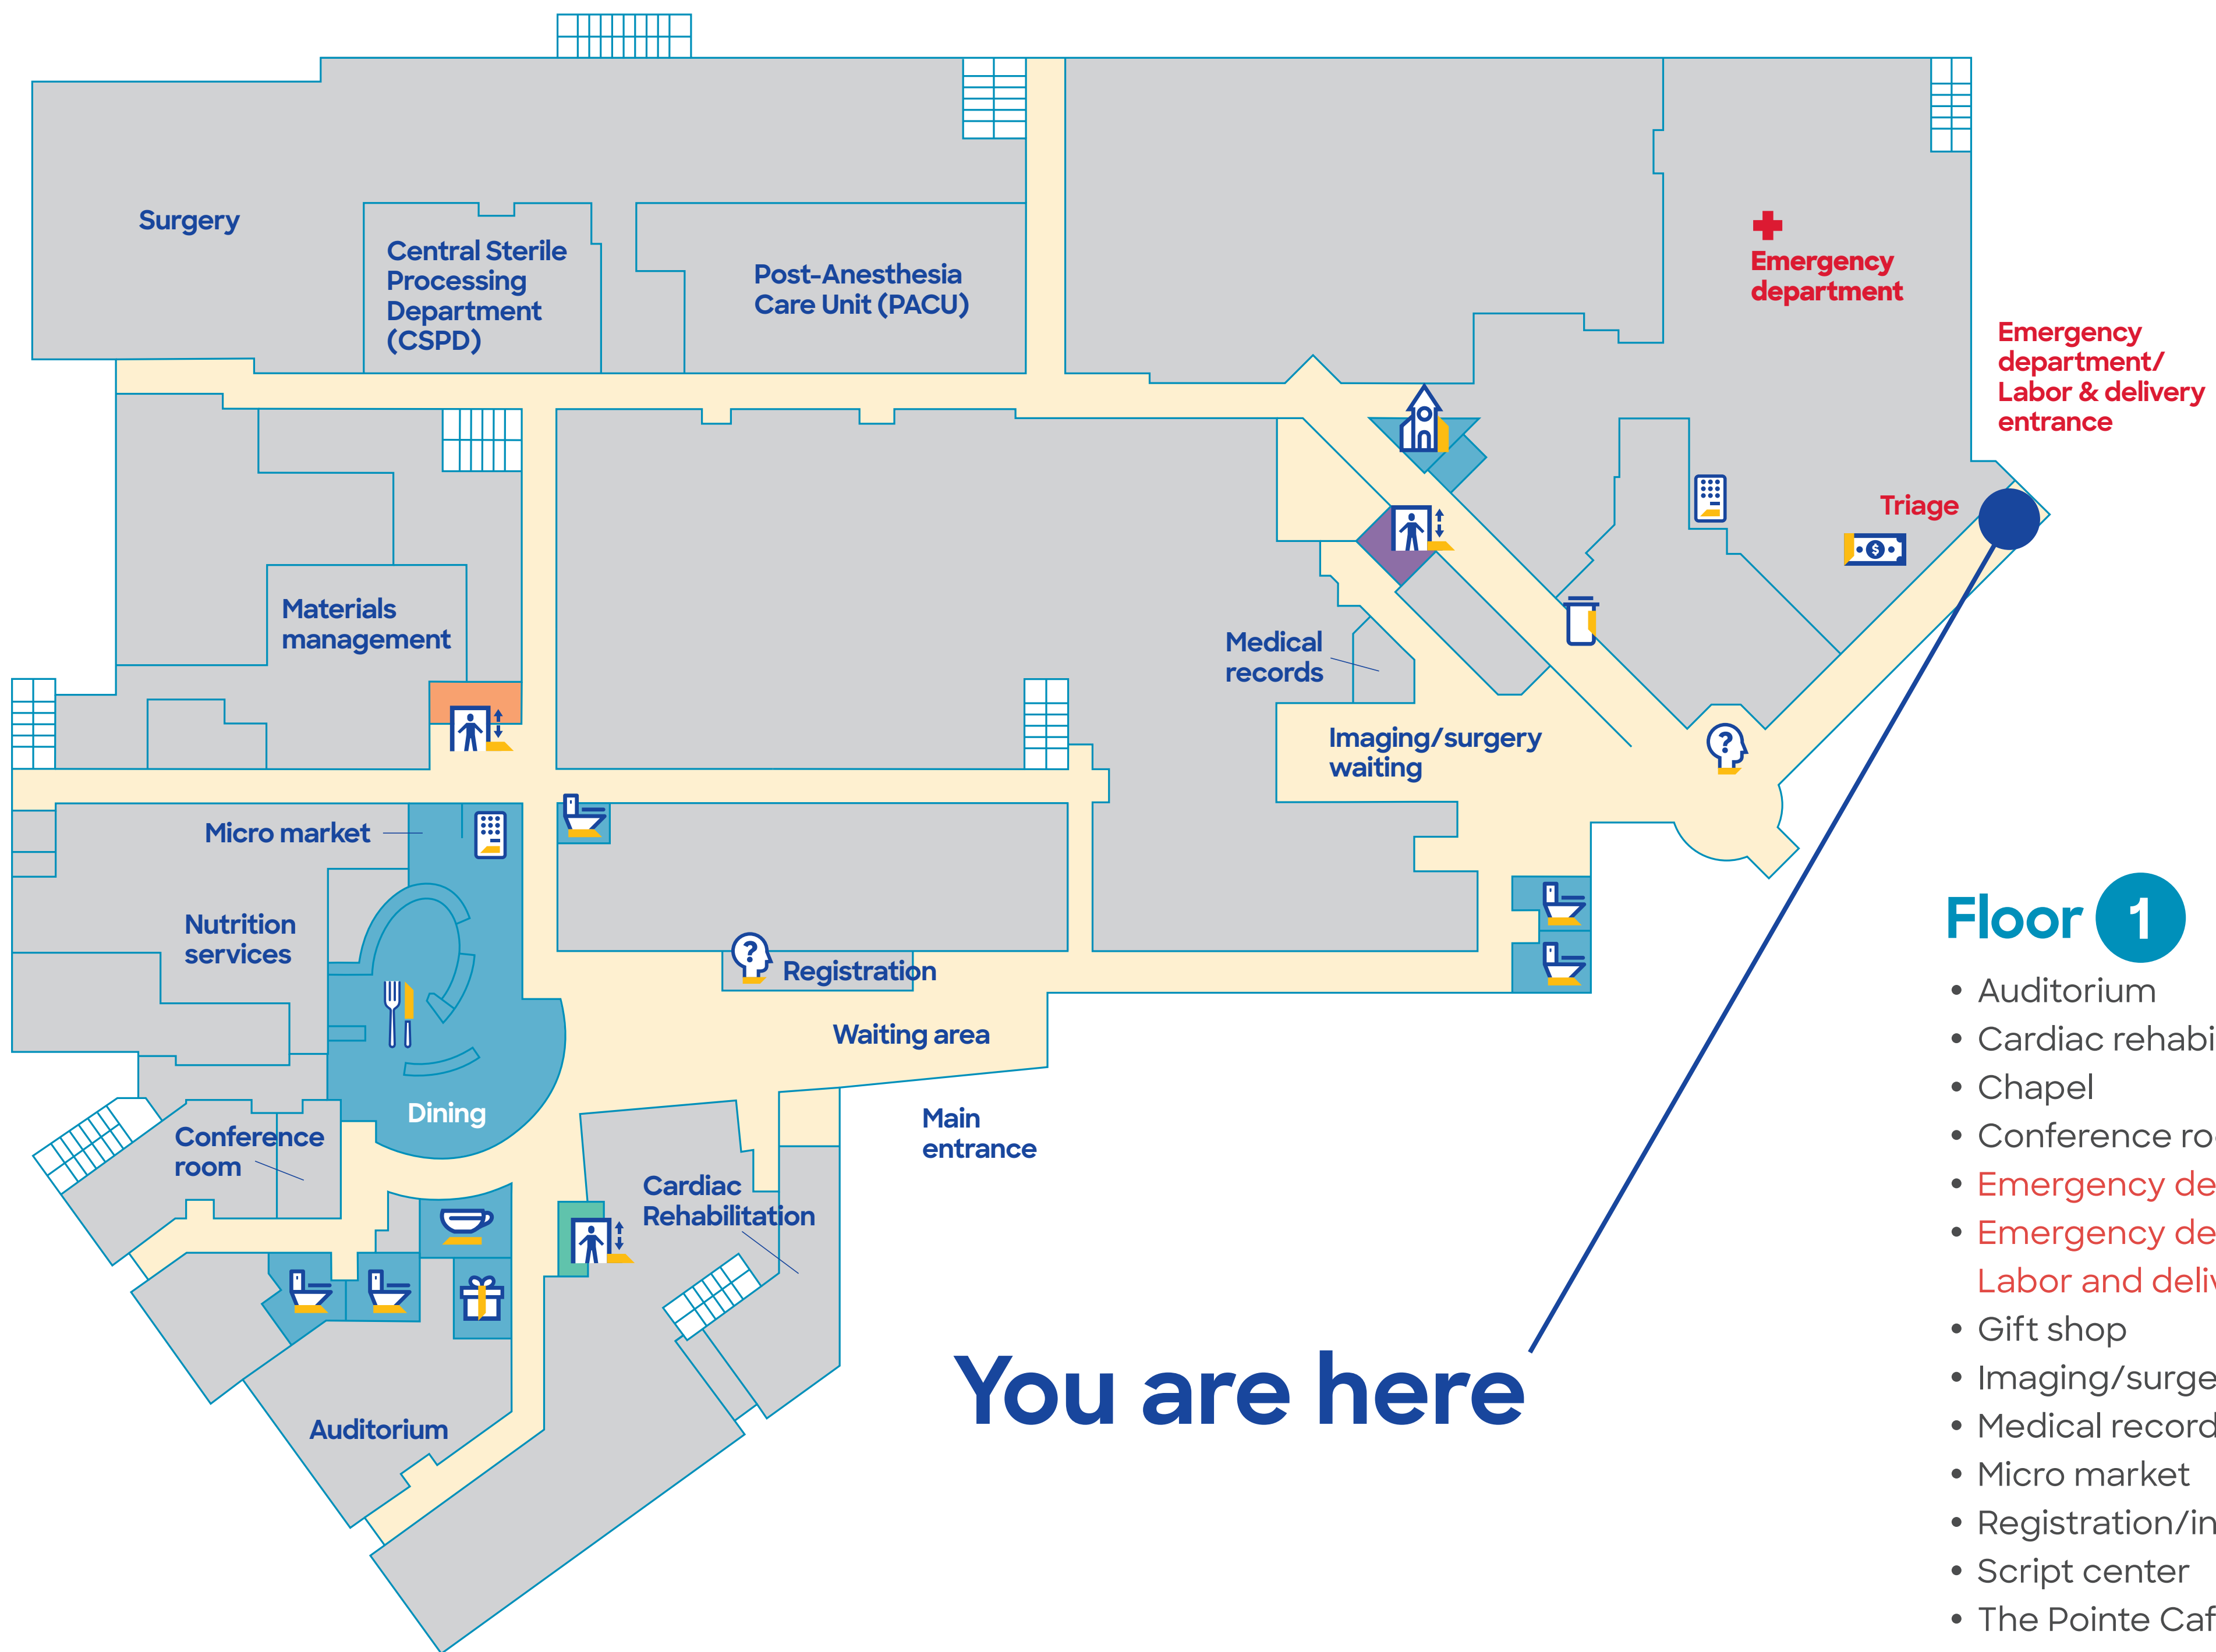 Surgery
Central Sterile
Processing
Department
(CSPD)
Post-Anesthesia
Care Unit (PACU)
Emergency
department
Emergency
department/
Labor & delivery
entrance
Triage
$
Materials
management
Medical
records
Imaging/surgery
waiting
?
Micro market
Nutrition
services
?
Registration
Waiting area
Dining
Main
entrance
Conference
room
Cardiac
Rehabilitation
Auditorium
You are here
Floor 1
• Auditorium
• Cardiac rehabi
• Chapel
• Conference ro
• Emergency de
• Emergency de
Labor and deliv
• Gift shop
• Imaging/surge
• Medical record
• Micro market
• Registration/in
• Script center
• The Pointe Caf